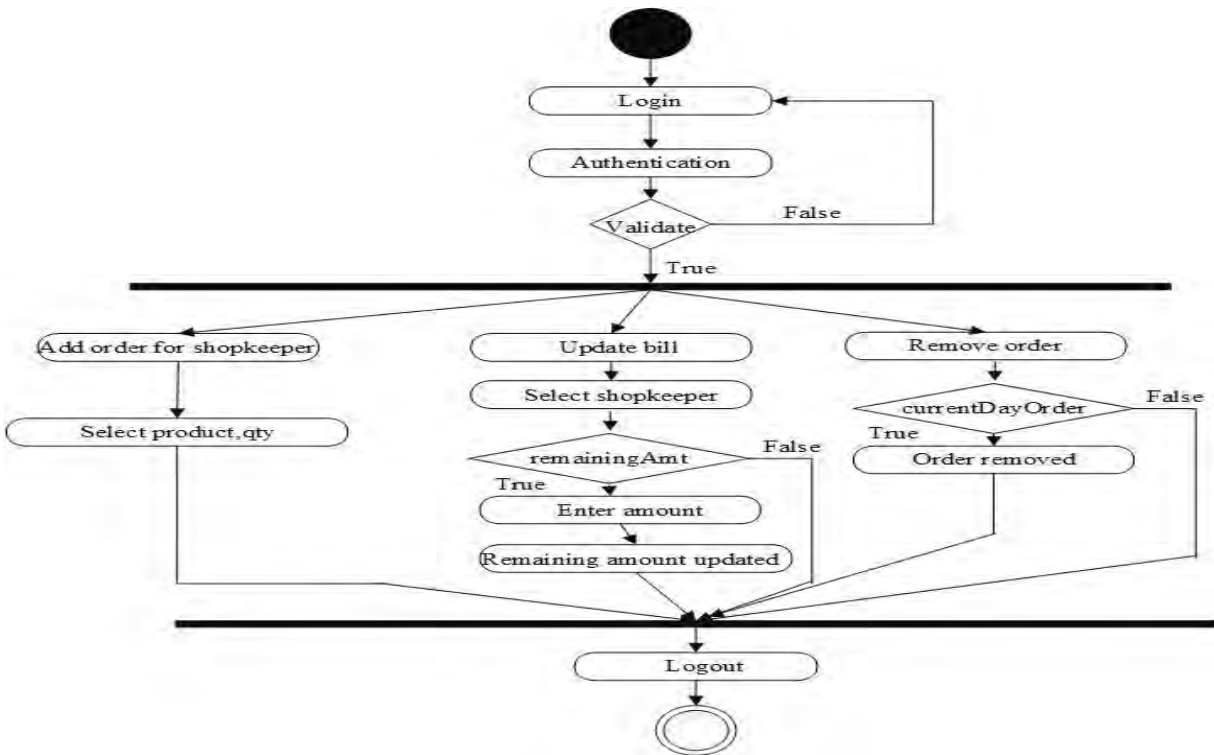 Login
Authentication
False
Validate
True
Add order for shopkeeper
Update bill
Remove order
Select shopkeeper
currentDayOrder
False
Select product,qty
True
remainingAmt
False
Order removed
True
Enter amount
Remaining amount updated
Logout